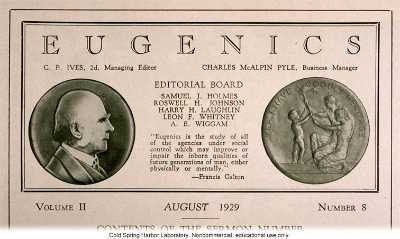 EUGENICS
C. P. IVES, 2d, Managing Editor CHARLES McALPIN PYLE, Business Manager
EDITORIAL BOARD
SAMUEL J. HOLMES
ROSWELL H. JOHNSON
HARRY H. LAUGHLIN
LEON F. WHITNEY
A. E. WIGGAM
"Eugenics is the study of all
of the agencies under social
control which may improve or
impair the inborn qualities of
future generations of man, either
physically or mentally."
—Francis Galton
VOLUME II AUGUST 1929 NUMBER 8
CONTENTS OF THE SERMON NUMBER
Cold Spring Harbor Laboratory. Noncommercial, educational use only.